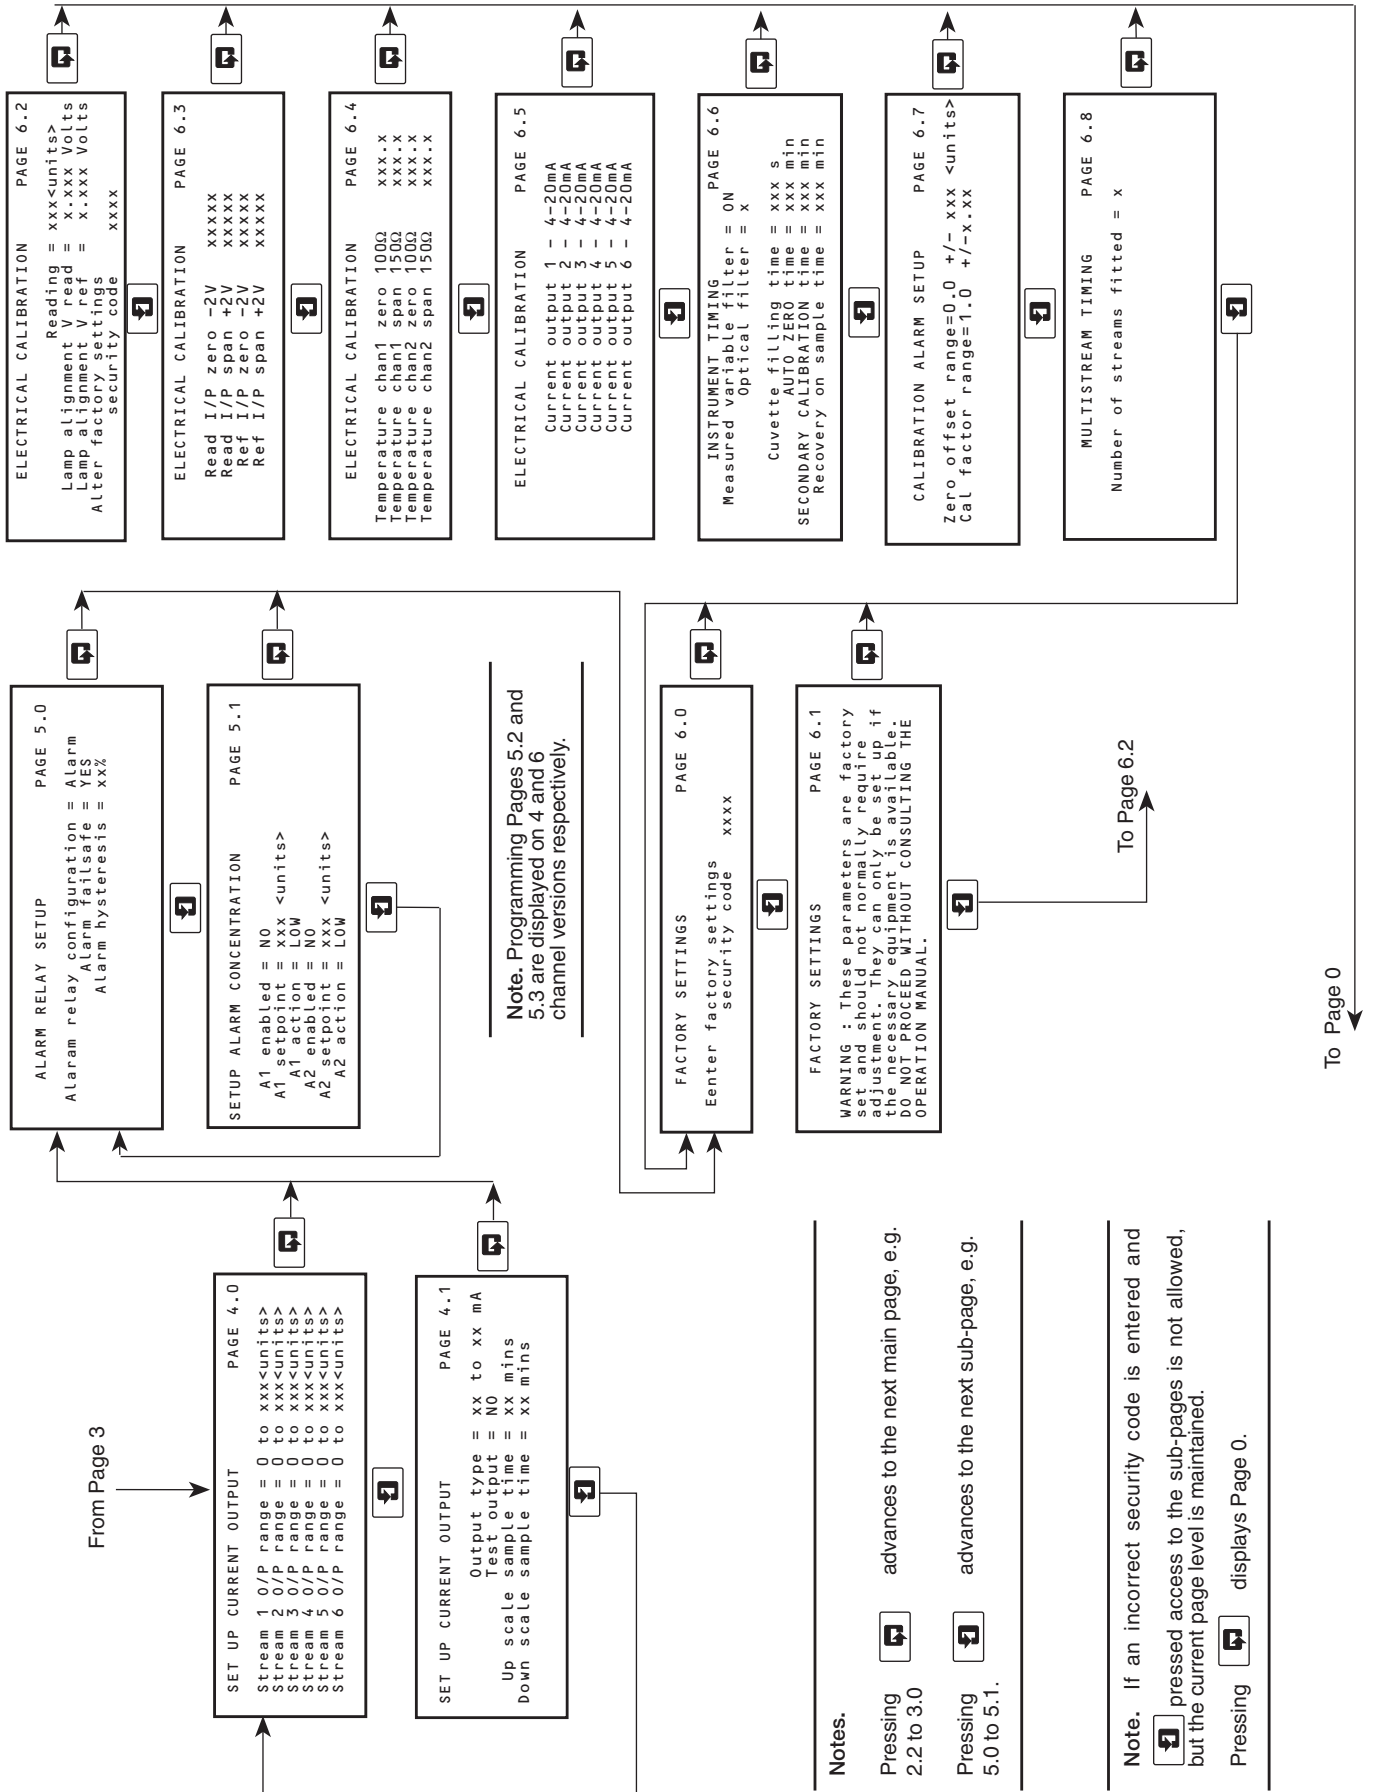 From Page 3
SET UP CURRENT OUTPUT PAGE 4.0
Stream 1 O/P range = 0 to xxx<units>
Stream 2 O/P range = 0 to xxx<units>
Stream 3 O/P range = 0 to xxx<units>
Stream 4 O/P range = 0 to xxx<units>
Stream 5 O/P range = 0 to xxx<units>
Stream 6 O/P range = 0 to xxx<units>
SET UP CURRENT OUTPUT PAGE 4.1
Output type = xx to xx mA
Test output = NO
Up scale sample time = xx mins
Down scale sample time = xx mins
Notes.
Pressing advances to the next main page, e.g.
2.2 to 3.0
Pressing advances to the next sub-page, e.g.
5.0 to 5.1.
Note. If an incorrect security code is entered and
pressed access to the sub-pages is not allowed,
but the current page level is maintained.
Pressing displays Page 0.
ALARM RELAY SETUP PAGE 5.0
Alaram relay configuration = Alarm
Alarm failsafe = YES
Alarm hysteresis = xx%
SETUP ALARM CONCENTRATION PAGE 5.1
A1 enabled = NO
A1 setpoint = xxx <units>
A1 action = LOW
A2 enabled = NO
A2 setpoint = xxx <units>
A2 action = LOW
Note. Programming Pages 5.2 and
5.3 are displayed on 4 and 6
channel versions respectively.
FACTORY SETTINGS PAGE 6.0
Eenter factory settings
security code xxxx
FACTORY SETTINGS PAGE 6.1
WARNING : These parameters are factory
set and should not normally require
adjustment. They can only be set up if
the necessary equipment is available.
DO NOT PROCEED WITHOUT CONSULTING THE
OPERATION MANUAL.
To Page 6.2
ELECTRICAL CALIBRATION PAGE 6.2
Reading = xxx<units>
Lamp alignment V read = x.xxx Volts
Lamp alignment V ref = x.xxx Volts
Alter factory settings
security code xxxx
ELECTRICAL CALIBRATION PAGE 6.3
Read I/P zero -2V xxxxx
Read I/P span +2V xxxxx
Ref I/P zero -2V xxxxx
Ref I/P span +2V xxxxx
ELECTRICAL CALIBRATION PAGE 6.4
Temperature chan1 zero 100Ω xxx.x
Temperature chan1 span 150Ω xxx.x
Temperature chan2 zero 100Ω xxx.x
Temperature chan2 span 150Ω xxx.x
ELECTRICAL CALIBRATION PAGE 6.5
Current output 1 - 4-20mA
Current output 2 - 4-20mA
Current output 3 - 4-20mA
Current output 4 - 4-20mA
Current output 5 - 4-20mA
Current output 6 - 4-20mA
INSTRUMENT TIMING PAGE 6.6
Measured variable filter = ON
Optical filter = x
Cuvette filling time = xxx s
AUTO ZERO time = xxx min
SECONDARY CALIBRATION time = xxx min
Recovery on sample time = xxx min
CALIBRATION ALARM SETUP PAGE 6.7
Zero offset range=0.0 +/- xxx <units>
Cal factor range=1.0 +/-x.xx
MULTISTREAM TIMING PAGE 6.8
Number of streams fitted = x
To Page 0